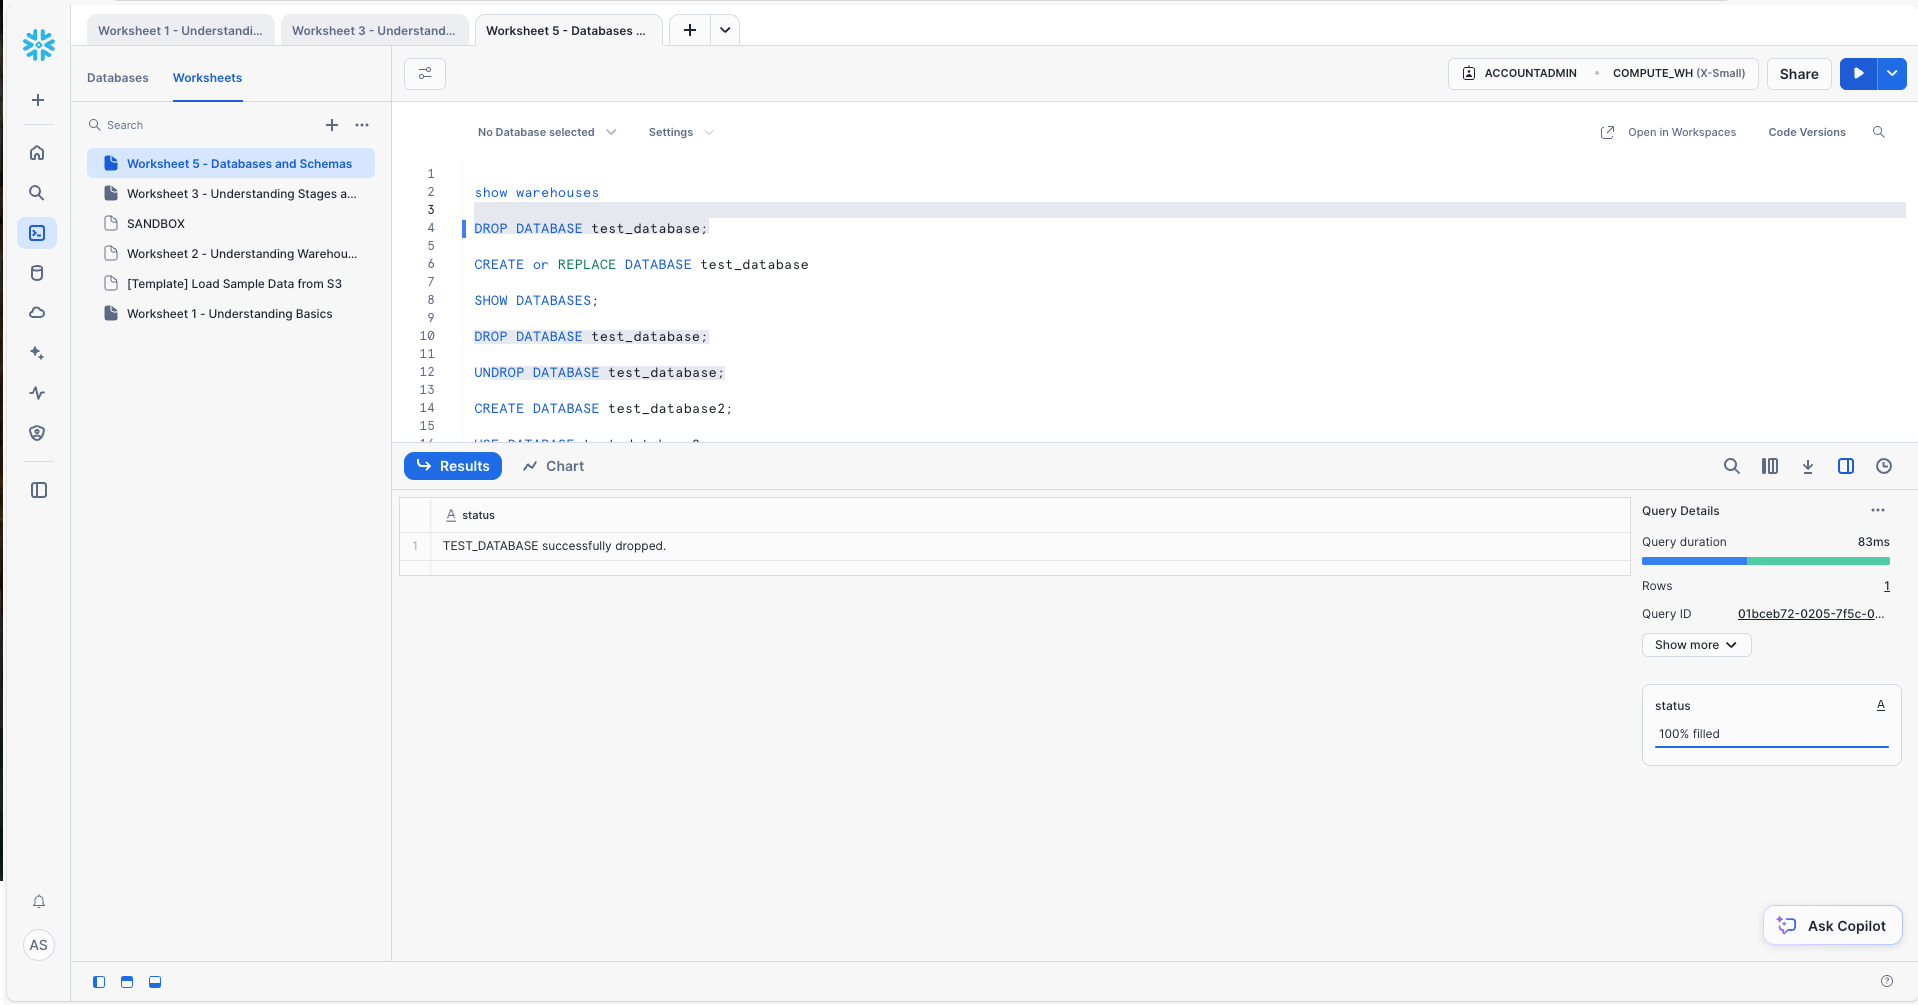 Worksheet 1 - Understandi...
Worksheet 3 - Understand...
Worksheet 5 - Databases ...
Databases
Worksheets
Search
Worksheet 5 - Databases and Schemas
Worksheet 3 - Understanding Stages a...
SANDBOX
Worksheet 2 - Understanding Warehou...
[Template] Load Sample Data from S3
Worksheet 1 - Understanding Basics
AS
ACCOUNTADMIN
COMPUTE_WH (X-Small)
Share
No Database selected
Settings
Open in Workspaces
Code Versions
1
2 show warehouses
3
4 DROP DATABASE test_database;
5
6 CREATE or REPLACE DATABASE test_database
7
8 SHOW DATABASES;
9
10 DROP DATABASE test_database;
11
12 UNDROP DATABASE test_database;
13
14 CREATE DATABASE test_database2;
15
Results
Chart
A status
1 TEST_DATABASE successfully dropped.
Query Details
Query duration 83ms
Rows 1
Query ID 01bceb72-0205-7f5c-0...
Show more
status A
100% filled
Ask Copilot